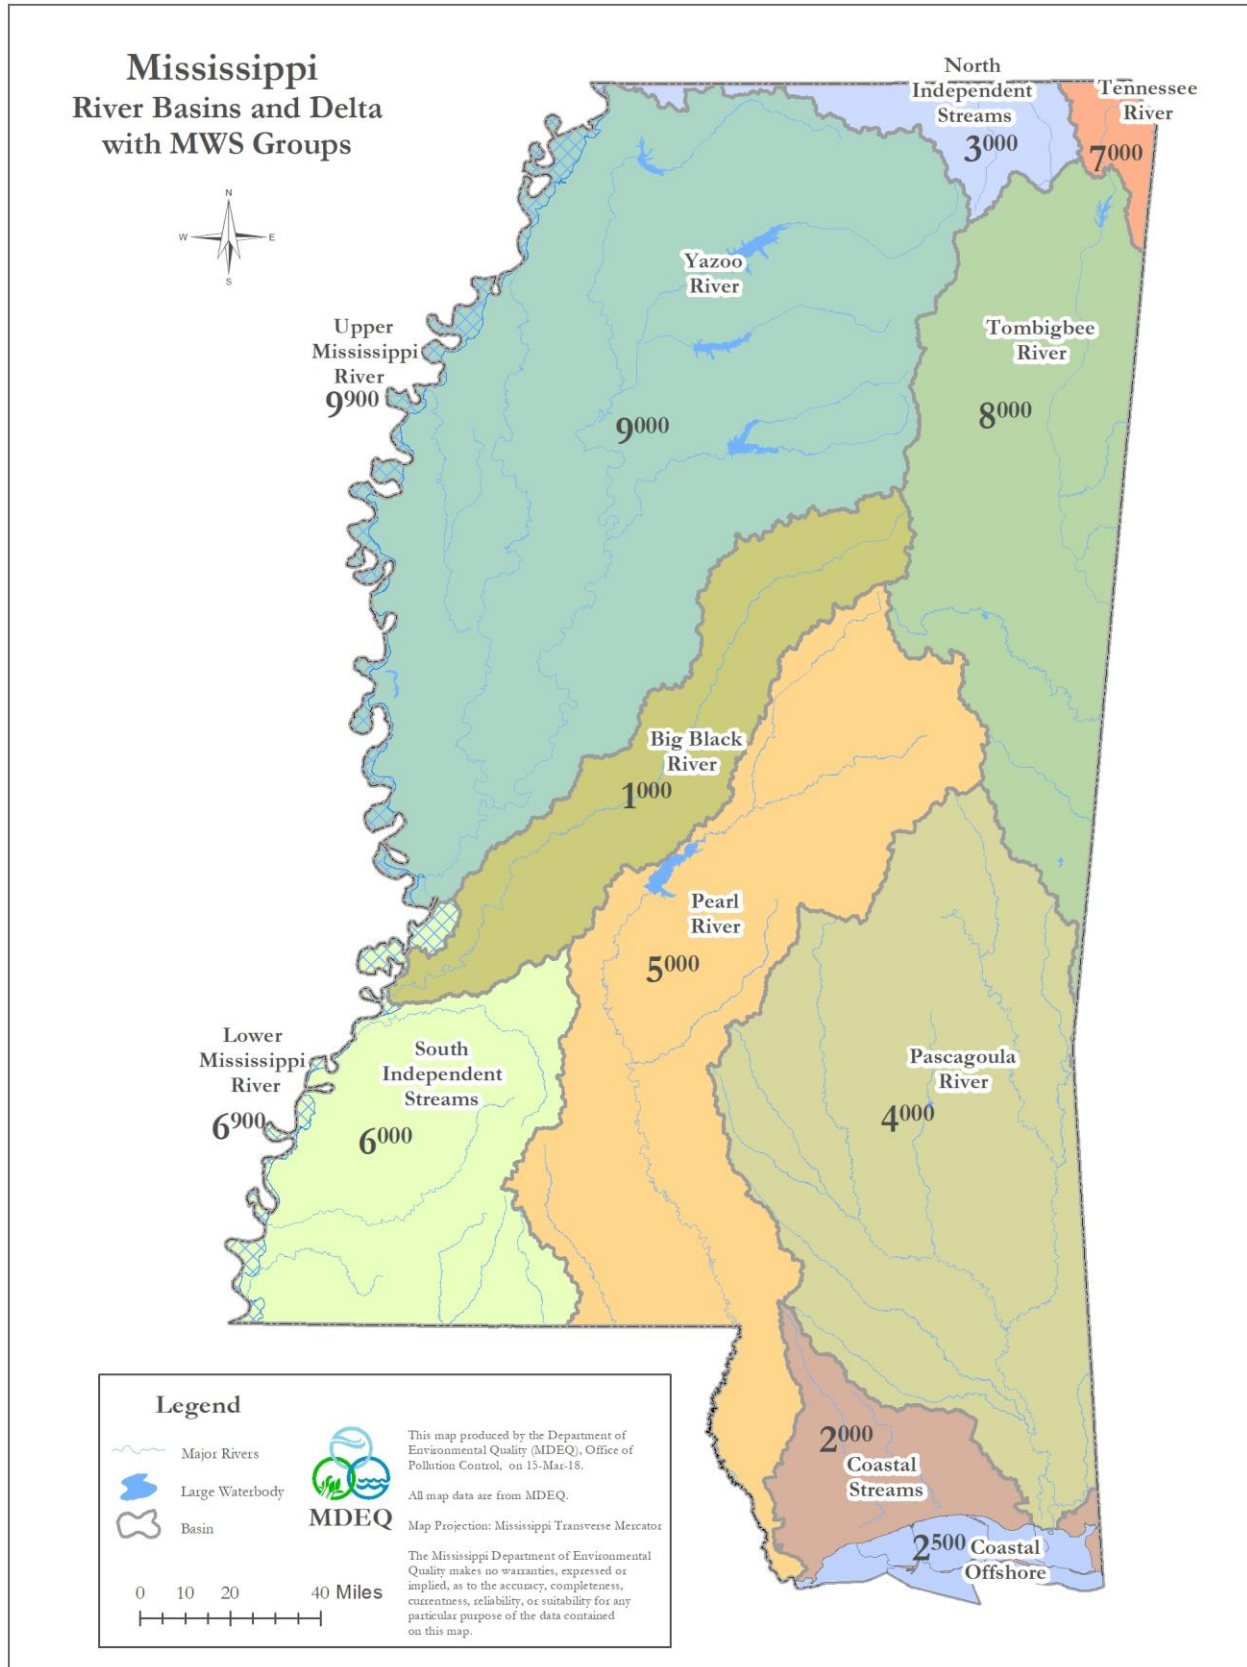 Mississippi
River Basins and Delta
with MWS Groups
N
W
E
S
North
Independent
Streams
3000
Tennessee
River
7000
Yazoo
River
9000
Upper
Mississippi
River
9900
Tombigbee
River
8000
Big Black
River
1000
Pearl
River
5000
Lower
Mississippi
River
6900
South
Independent
Streams
6000
Pascagoula
River
4000
2000
Coastal
Streams
2500
Coastal
Offshore
Legend
Major Rivers
Large Waterbody
Basin
0 10 20 40 Miles
MDEQ
This map produced by the Department of
Environmental Quality (MDEQ), Office of
Pollution Control, on 15-Mar-18.
All map data are from MDEQ.
Map Projection: Mississippi Transverse Mercator
The Mississippi Department of Environmental
Quality makes no warranties, expressed or
implied, as to the accuracy, completeness,
currentness, reliability, or suitability for any
particular purpose of the data contained
on this map.